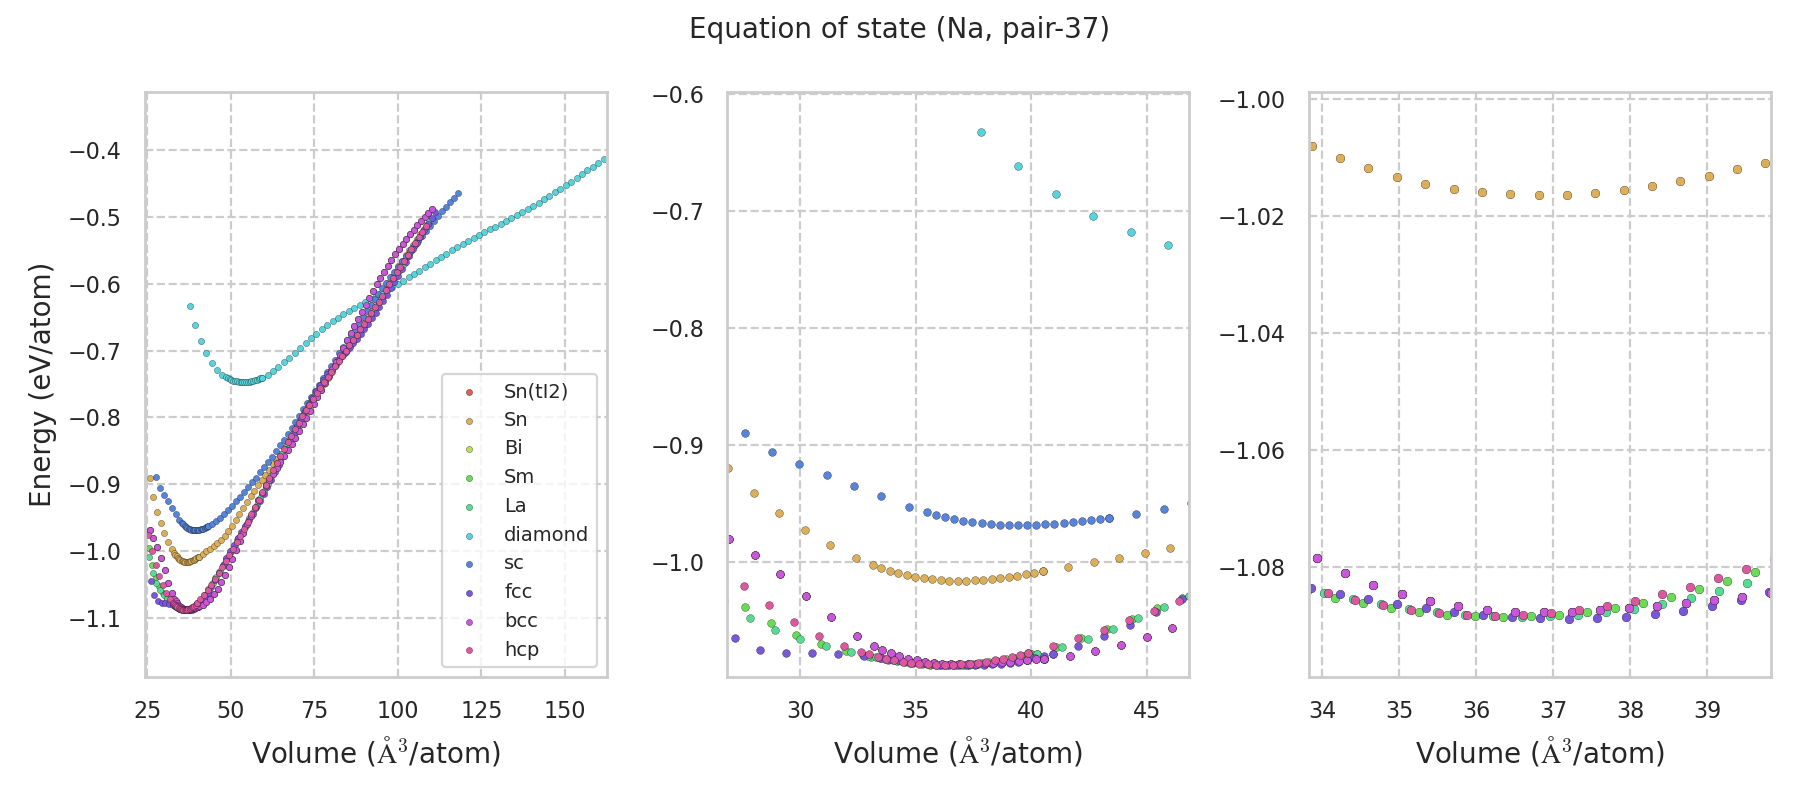 Equation of state (Na, pair-37)
Energy (eV/atom)
−0.4
−0.5
−0.6
−0.7
−0.8
−0.9
−1.0
−1.1
25 50 75 100 125 150
Volume (Å³/atom)
Sn(tI2)
Sn
Bi
Sm
La
diamond
sc
fcc
bcc
hcp
−0.6
−0.7
−0.8
−0.9
−1.0
30 35 40 45
Volume (Å³/atom)
−1.00
−1.02
−1.04
−1.06
−1.08
34 35 36 37 38 39
Volume (Å³/atom)